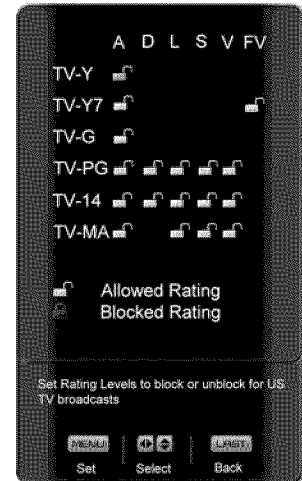 A D L S V FV
TV-Y
TV-Y7
TV-G
TV-PG
TV-14
TV-MA
Allowed Rating
Blocked Rating
Set Rating Levels to block or unblock for US
TV broadcasts
MENU LAST
Set Select Back